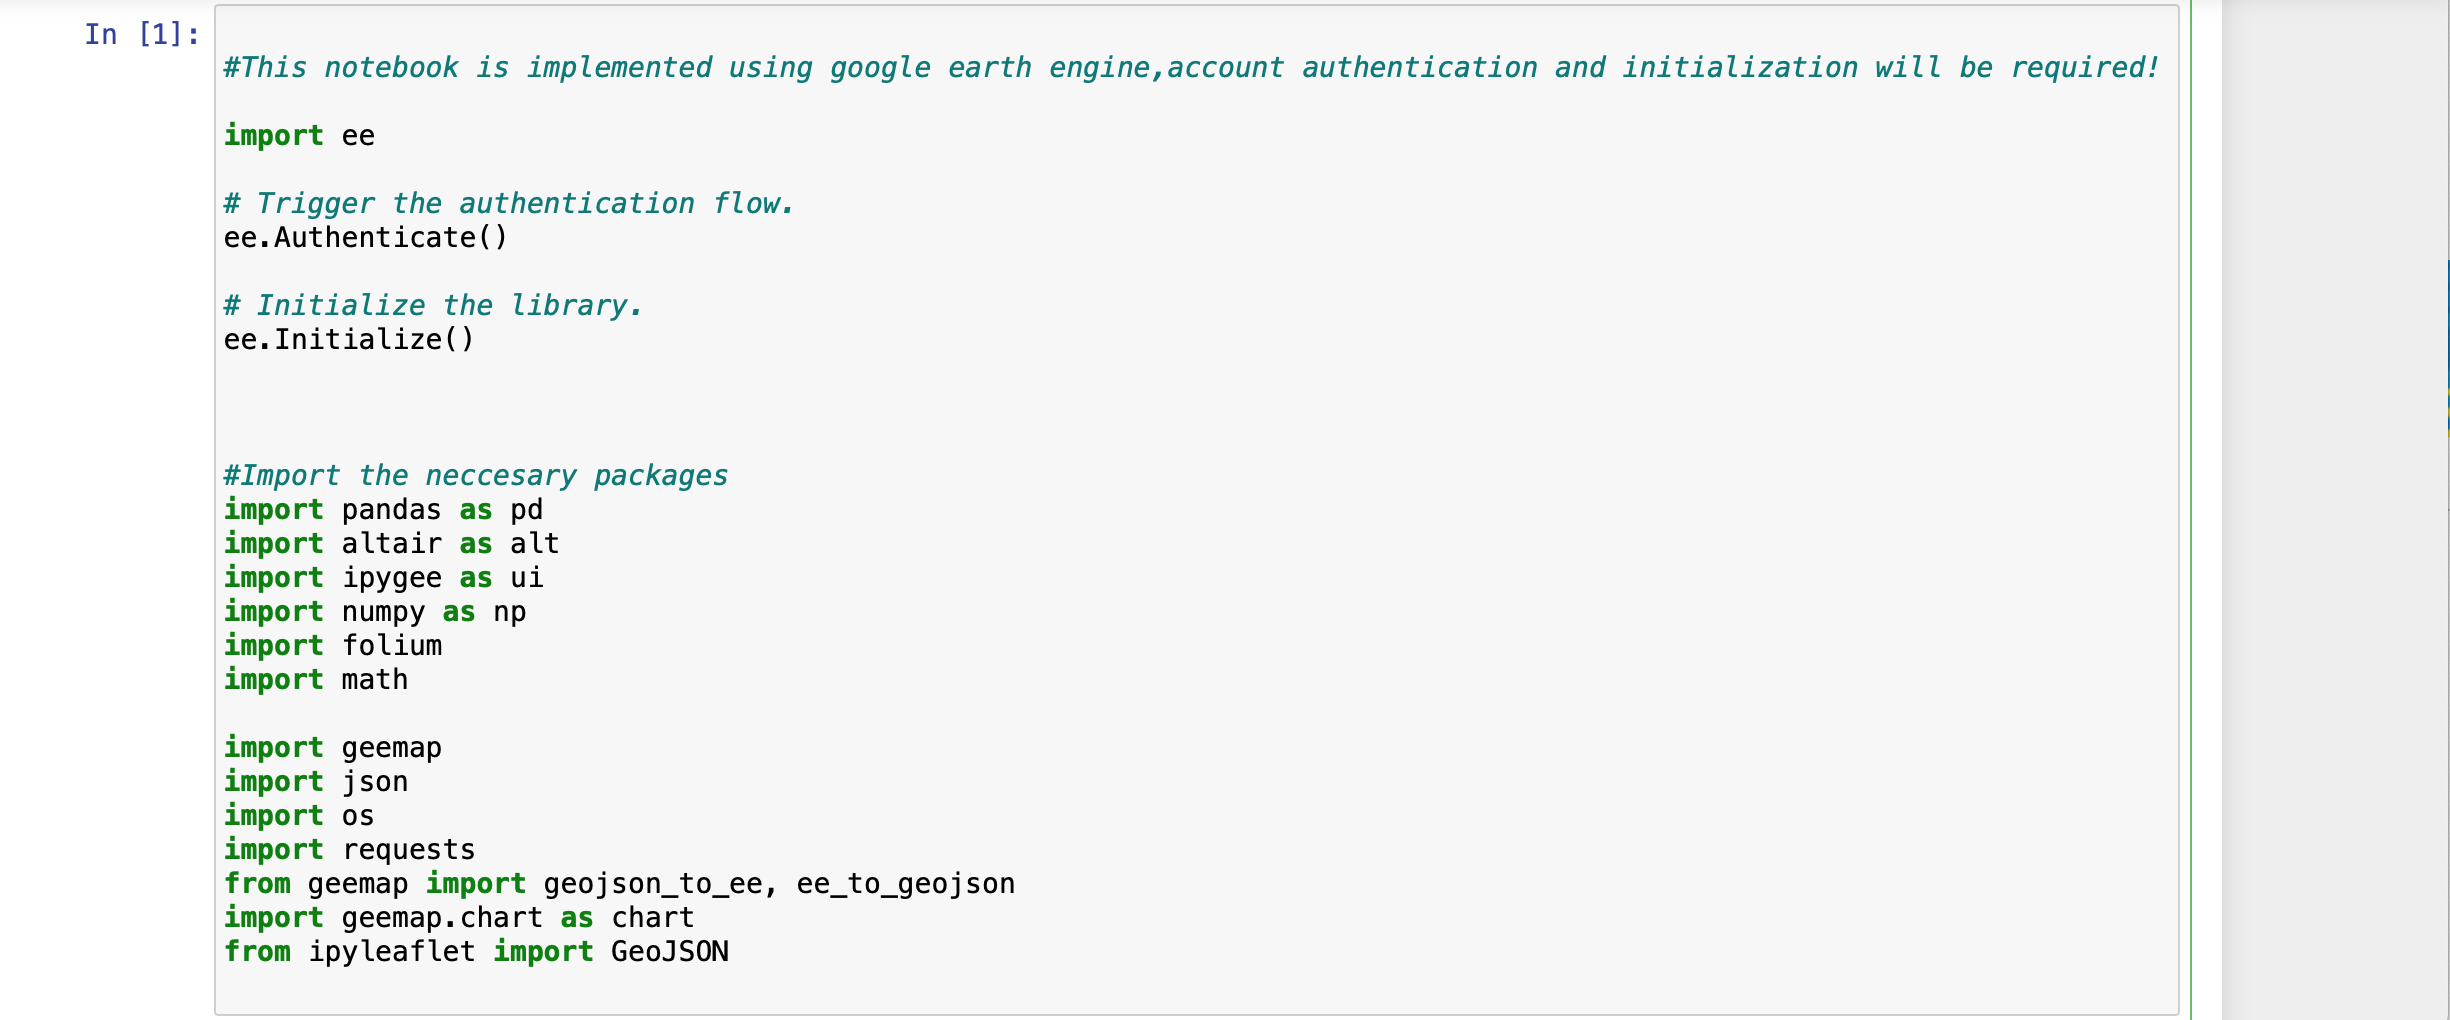 In [1]:
#This notebook is implemented using google earth engine,account authentication and initialization will be required!
import ee
# Trigger the authentication flow.
ee.Authenticate()
# Initialize the library.
ee.Initialize()
#Import the neccesary packages
import pandas as pd
import altair as alt
import ipygee as ui
import numpy as np
import folium
import math
import geemap
import json
import os
import requests
from geemap import geojson_to_ee, ee_to_geojson
import geemap.chart as chart
from ipyleaflet import GeoJSON